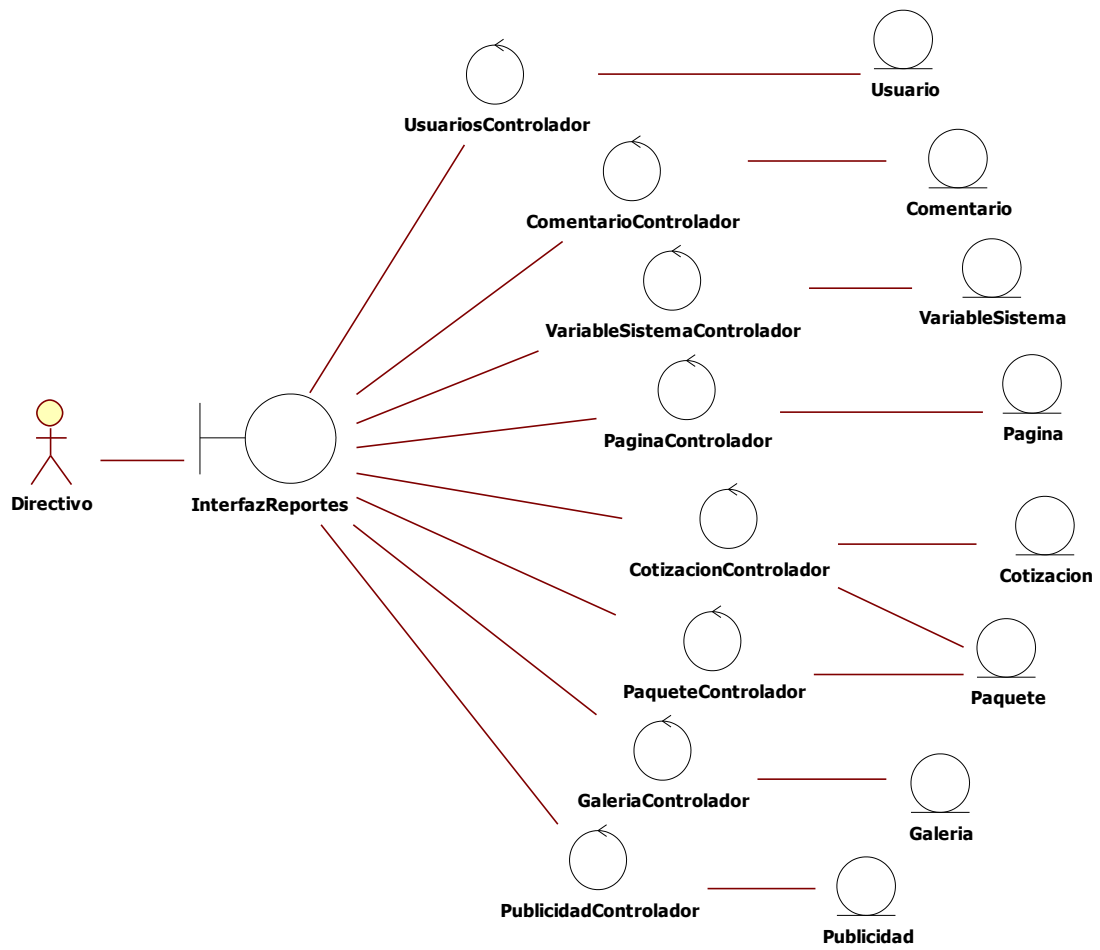 Usuario
UsuariosControlador
Comentario
ComentarioControlador
VariableSistema
VariableSistemaControlador
Pagina
PaginaControlador
Directivo
InterfazReportes
CotizacionControlador
Cotizacion
PaqueteControlador
Paquete
GaleriaControlador
Galeria
PublicidadControlador
Publicidad